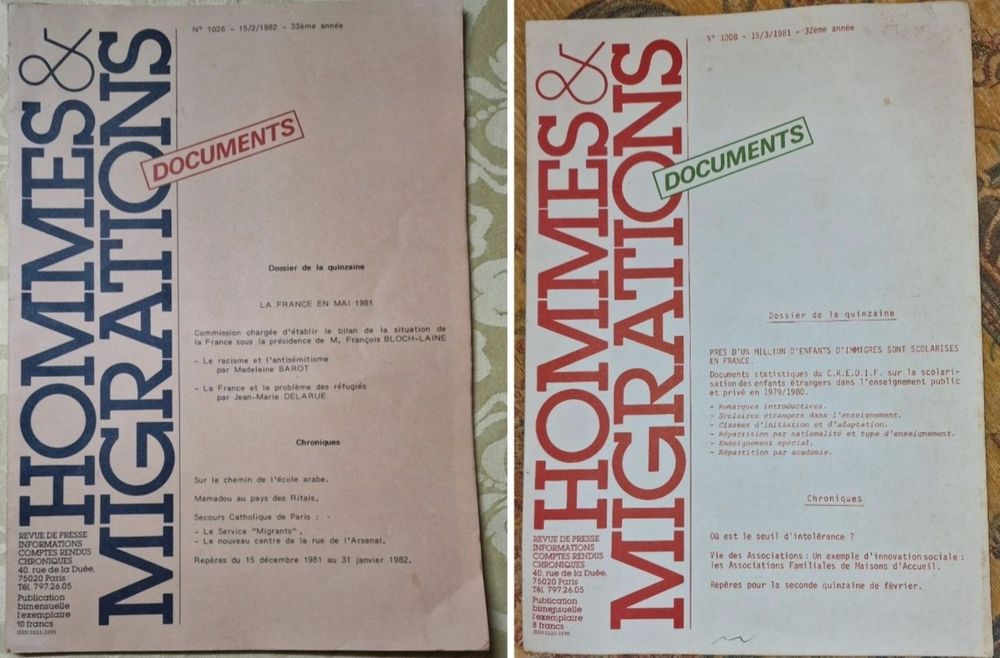 HOMMES &
MIGRATIONS
DOCUMENTS
N° 1026 - 15/2/1982 - 33ème année
Dossier de la quinzaine
LA FRANCE EN MAI 1981
Commission chargée d'établir le bilan de la situation de
la France sous la présidence de M. François BLOCH-LAINE
- Le racisme et l'antisémitisme
par Madeleine BAROT
- La France et le problème des réfugiés
par Jean-Marie DELARUE
Chroniques
Sur le chemin de l'école arabe.
Mamadou au pays des Ritals.
Secours Catholique de Paris : -
- Le Service "Migrants".
- Le nouveau centre de la rue de l'Arsenal.
Repères du 15 décembre 1981 au 31 janvier 1982.
REVUE DE PRESSE
INFORMATIONS
COMPTES RENDUS
CHRONIQUES
40, rue de la Duée,
75020 Paris
Tél. 797.26.05
Publication
bimensuelle
l'exemplaire
10 francs
ISSN 0223-3290
HOMMES &
MIGRATIONS
DOCUMENTS
N° 1008 - 15/3/1981 - 32ème année
Dossier de la quinzaine
PRES D'UN MILLION D'ENFANTS D'IMMIGRES SONT SCOLARISES
EN FRANCE.
Documents statistiques du C.R.E.D.I.F. sur la scolari-
sation des enfants étrangers dans l'enseignement public
et privé en 1979/1980.
- Remarques introductives.
- Scolaires étrangers dans l'enseignement.
- Classes d'initiation et d'adaptation.
- Répartition par nationalité et type d'enseignement.
- Enseignement spécial.
- Répartition par académie.
Chroniques
Où est le seuil d'intolérance ?
Vie des Associations : Un exemple d'innovation sociale :
les Associations Familiales de Maisons d'Accueil.
Repères pour la seconde quinzaine de février.
REVUE DE PRESSE
INFORMATIONS
COMPTES RENDUS
CHRONIQUES
40, rue de la Duée,
75020 Paris
Tél. 797.26.05
Publication
bimensuelle
l'exemplaire
8 francs
ISSN 0223-3290